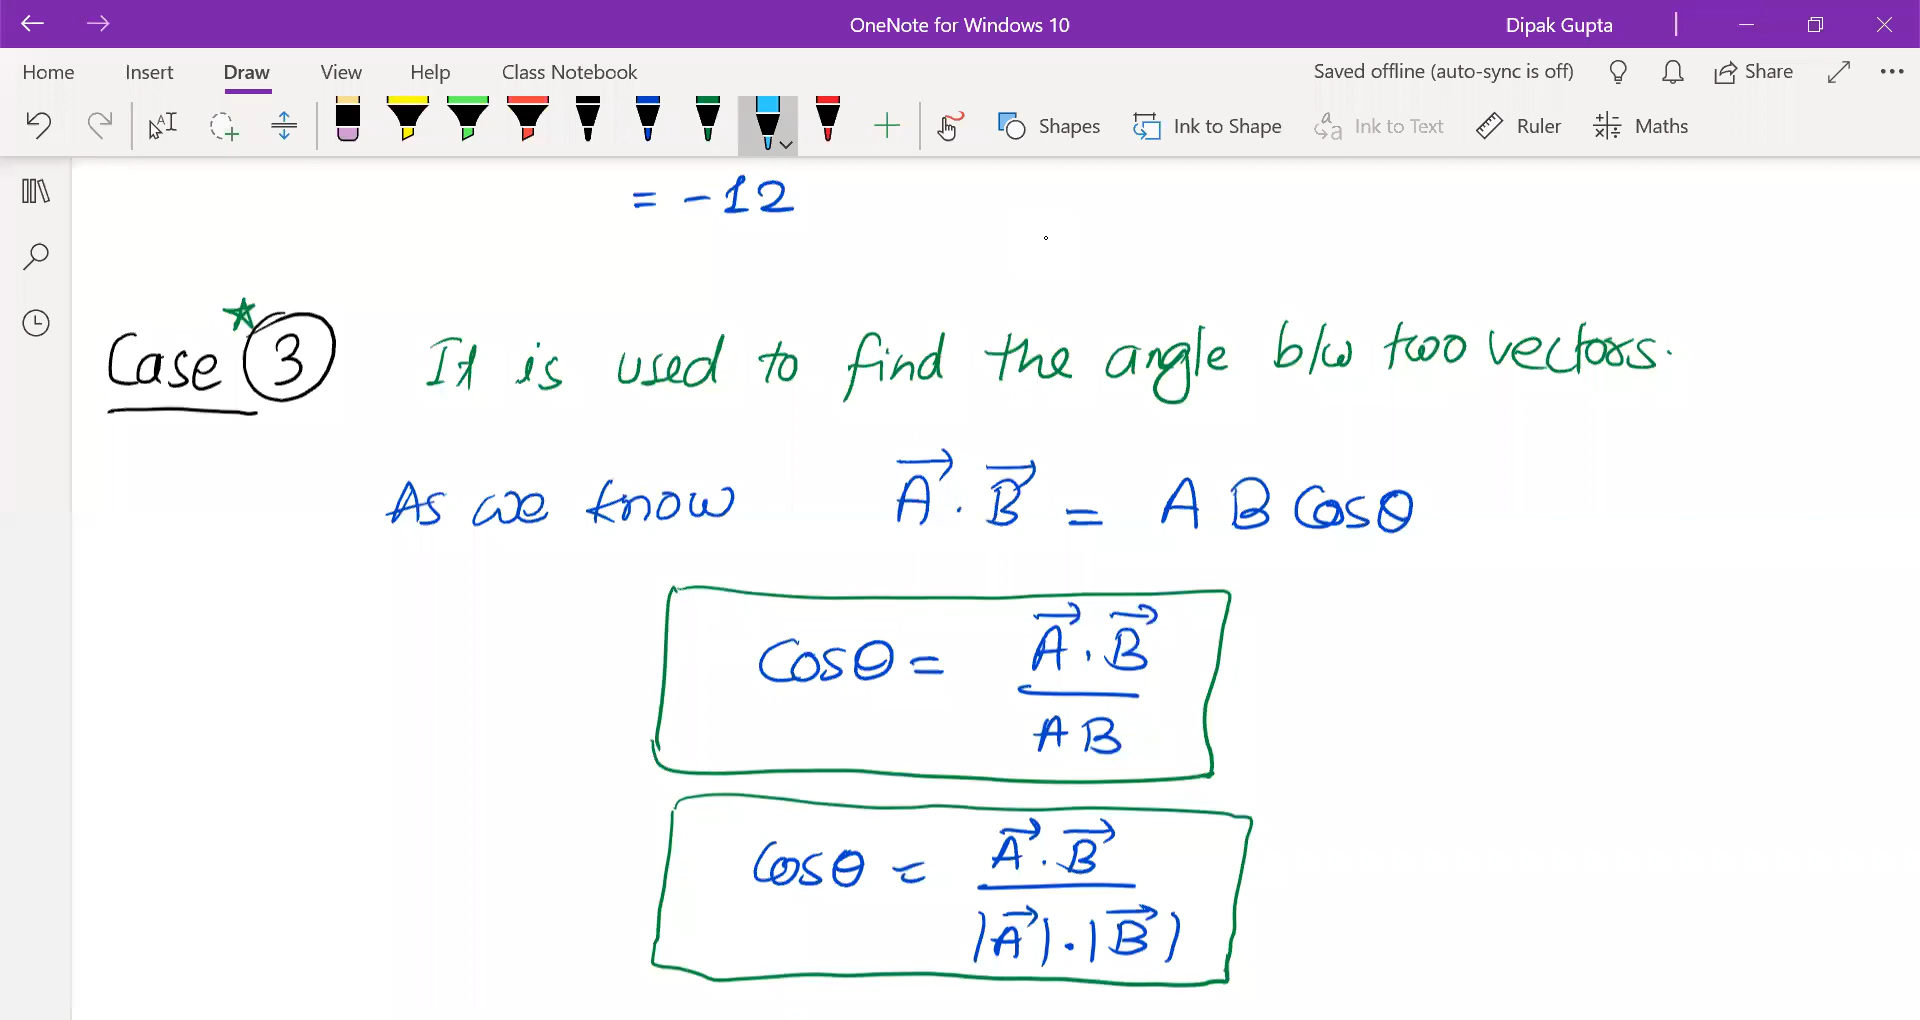 OneNote for Windows 10
Dipak Gupta
Home Insert Draw View Help Class Notebook
Saved offline (auto-sync is off) Share
Shapes Ink to Shape Ink to Text Ruler Maths
= -12
Case 3 It is used to find the angle b/w two vectors.
As we know A⃗ . B⃗ = A B Cosθ
Cosθ = A⃗ . B⃗
AB
Cosθ = A⃗ . B⃗
|A⃗| . |B⃗|